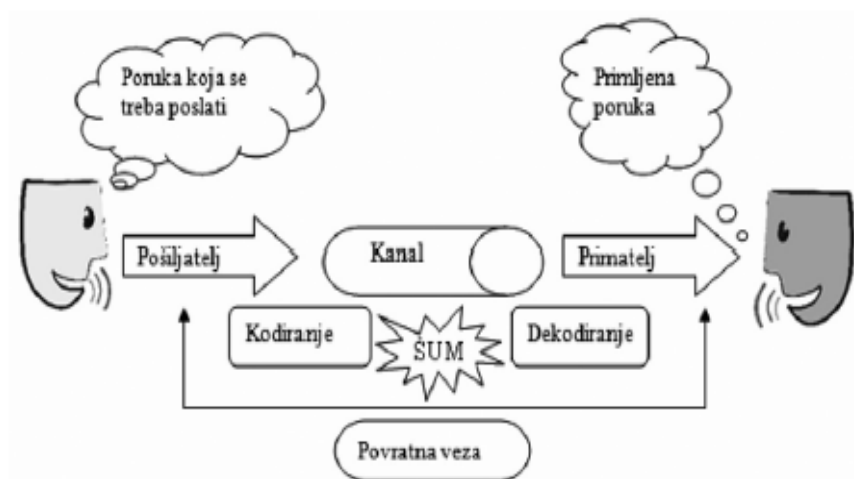 Poruka koja se
treba poslati
Primljena
poruka
Pošiljatelj
Kanal
Primatelj
Kodiranje
ŠUM
Dekodiranje
Povratna veza